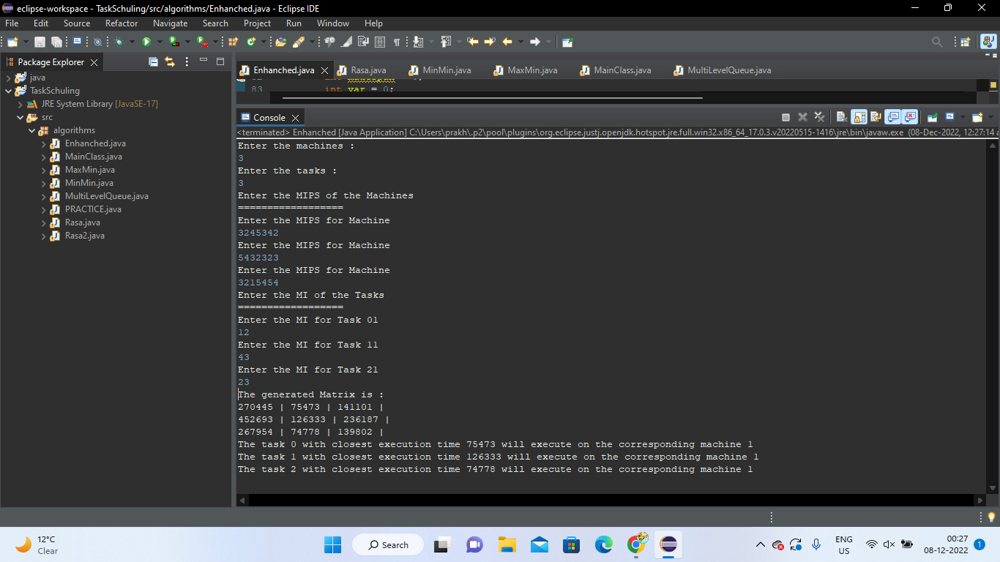 eclipse-workspace - TaskSchuling/src/algorithms/Enhanched.java - Eclipse IDE
File Edit Source Refactor Navigate Search Project Run Window Help
Package Explorer
java
TaskSchuling
JRE System Library [JavaSE-17]
src
algorithms
Enhanched.java
MainClass.java
MaxMin.java
MinMin.java
MultiLevelQueue.java
PRACTICE.java
Rasa.java
Rasa2.java
Enhanched.java Rasa.java MinMin.java MaxMin.java MainClass.java MultiLevelQueue.java
83 int var = 0;
Console
<terminated> Enhanched [Java Application] C:\Users\prakh\.p2\pool\plugins\org.eclipse.justj.openjdk.hotspot.jre.full.win32.x86_64_17.0.3.v20220515-1416\jre\bin\javaw.exe (08-Dec-2022, 12:27:14 a
Enter the machines :
3
Enter the tasks :
3
Enter the MIPS of the Machines
==================
Enter the MIPS for Machine
3245342
Enter the MIPS for Machine
5432323
Enter the MIPS for Machine
3215454
Enter the MI of the Tasks
==================
Enter the MI for Task 01
12
Enter the MI for Task 11
43
Enter the MI for Task 21
23
The generated Matrix is :
270445 | 75473 | 141101 |
452693 | 126333 | 236187 |
267954 | 74778 | 139802 |
The task 0 with closest execution time 75473 will execute on the corresponding machine 1
The task 1 with closest execution time 126333 will execute on the corresponding machine 1
The task 2 with closest execution time 74778 will execute on the corresponding machine 1
12°C
Clear
Search
ENG
US
00:27
08-12-2022
1